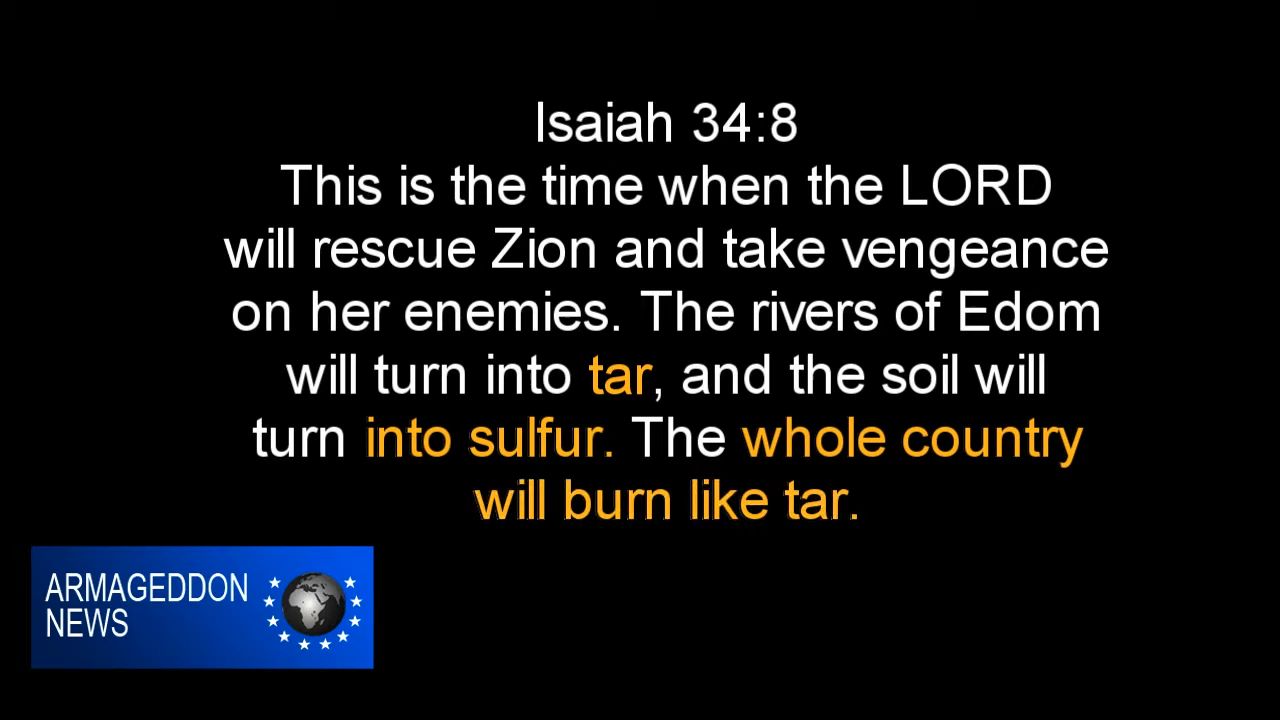 Isaiah 34:8
This is the time when the LORD
will rescue Zion and take vengeance
on her enemies. The rivers of Edom
will turn into tar, and the soil will
turn into sulfur. The whole country
will burn like tar.
ARMAGEDDON
NEWS